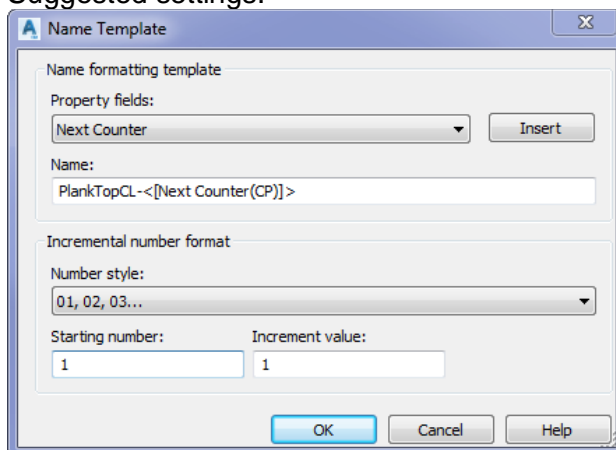 Suggested settings:
Name Template
Name formatting template
Property fields:
Next Counter
Insert
Name:
PlankTopCL-<[Next Counter(CP)]>
Incremental number format
Number style:
01, 02, 03...
Starting number: Increment value:
1 1
OK Cancel Help